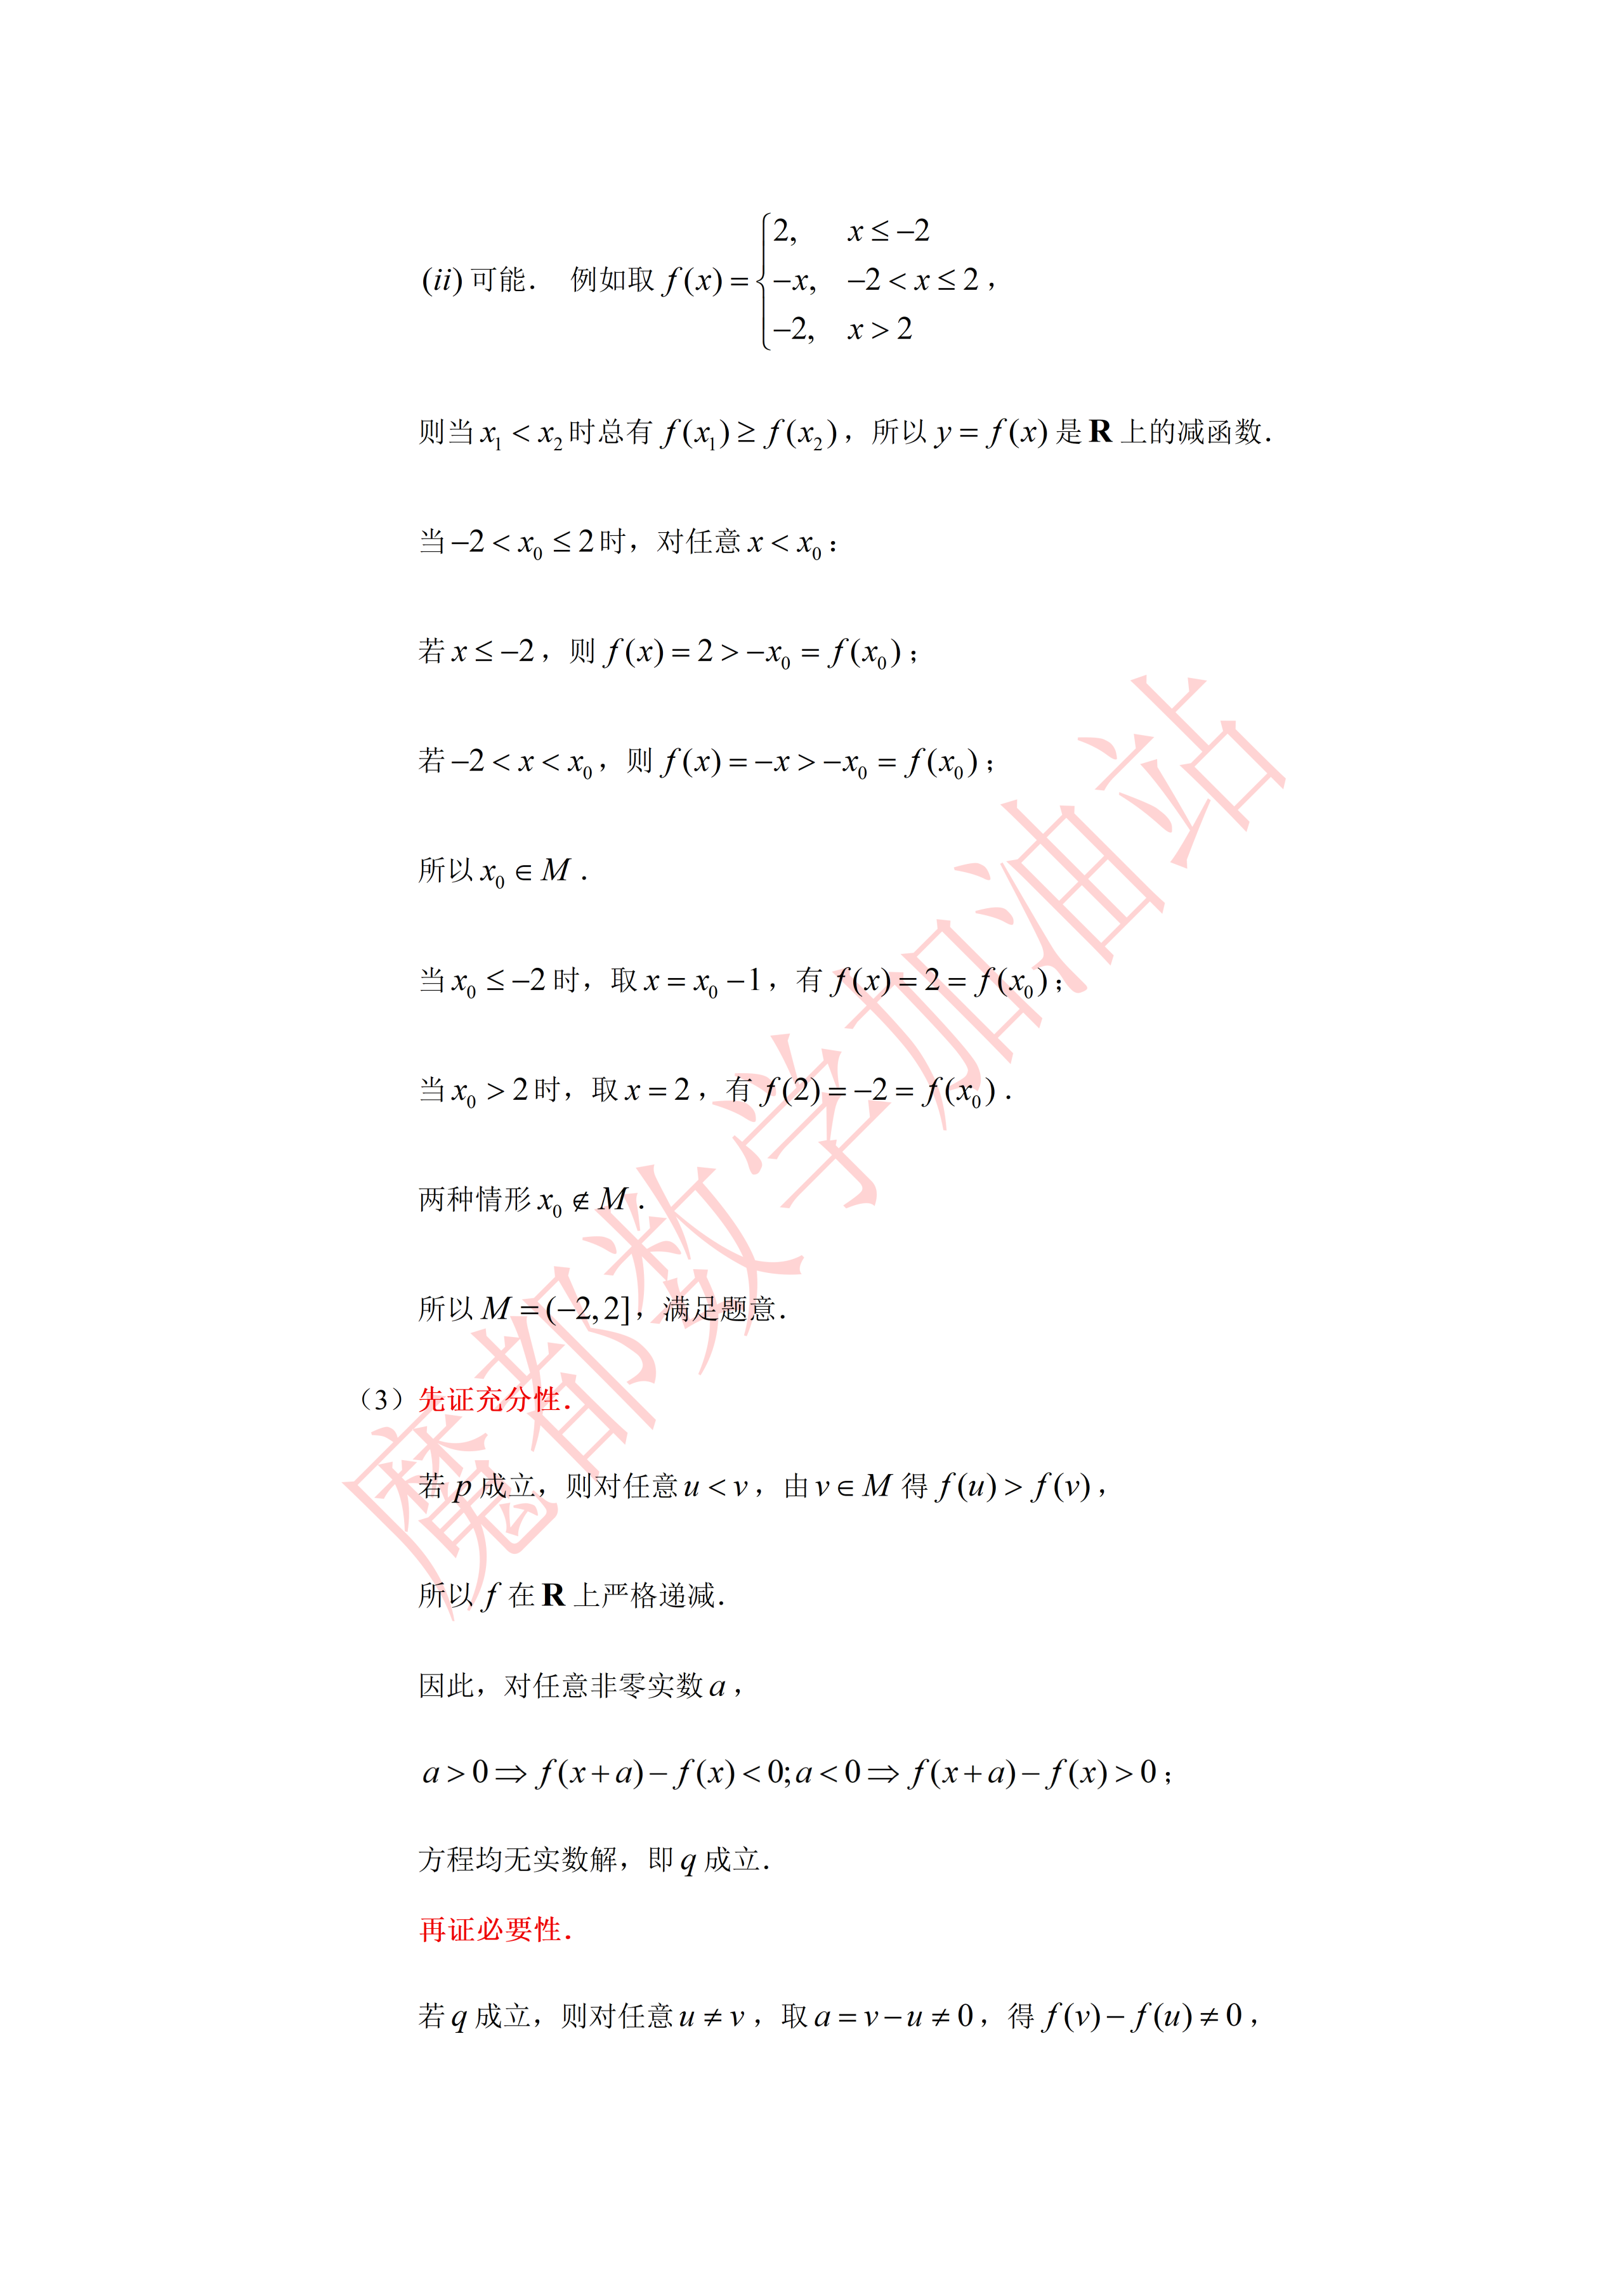 (ii) 可能． 例如取 f(x) = { 2, x ≤ −2
−x, −2 < x ≤ 2，
−2, x > 2
则当 x₁ < x₂ 时总有 f(x₁) ≥ f(x₂)，所以 y = f(x) 是 R 上的减函数．
当 −2 < x₀ ≤ 2 时，对任意 x < x₀：
若 x ≤ −2，则 f(x) = 2 > −x₀ = f(x₀)；
若 −2 < x < x₀，则 f(x) = −x > −x₀ = f(x₀)；
所以 x₀ ∈ M．
当 x₀ ≤ −2 时，取 x = x₀ − 1，有 f(x) = 2 = f(x₀)；
当 x₀ > 2 时，取 x = 2，有 f(2) = −2 = f(x₀)．
两种情形 x₀ ∉ M．
所以 M = (−2, 2]，满足题意．
（3）先证充分性．
若 p 成立，则对任意 u < v，由 v ∈ M 得 f(u) > f(v)，
所以 f 在 R 上严格递减．
因此，对任意非零实数 a，
a > 0 ⇒ f(x + a) − f(x) < 0; a < 0 ⇒ f(x + a) − f(x) > 0；
方程均无实数解，即 q 成立．
再证必要性．
若 q 成立，则对任意 u ≠ v，取 a = v − u ≠ 0，得 f(v) − f(u) ≠ 0，
魔都数学加油站